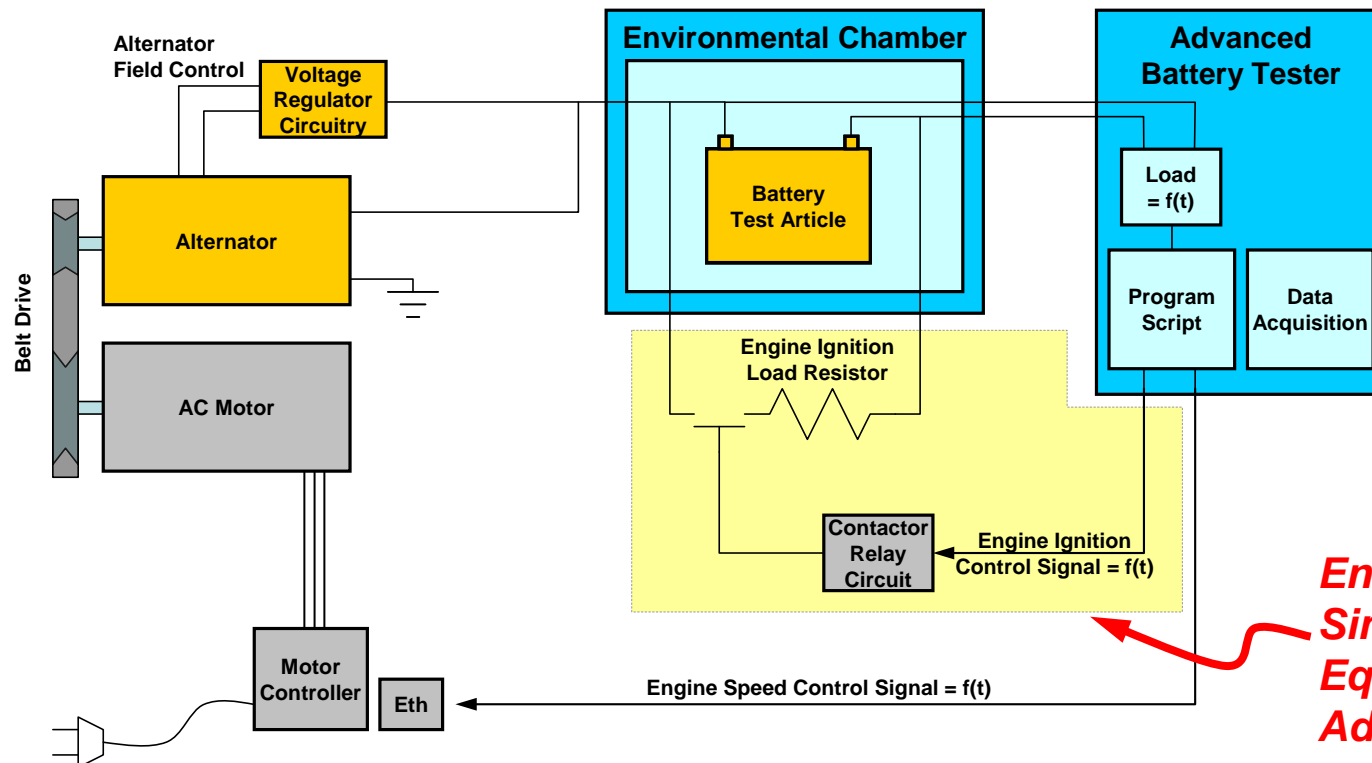 Alternator
Field Control
Voltage
Regulator
Circuitry
Environmental Chamber
Advanced
Battery Tester
Battery
Test Article
Load
= f(t)
Alternator
Belt Drive
Program
Script
Data
Acquisition
Engine Ignition
Load Resistor
AC Motor
Contactor
Relay
Circuit
Engine Ignition
Control Signal = f(t)
Motor
Controller
Eth
Engine Speed Control Signal = f(t)